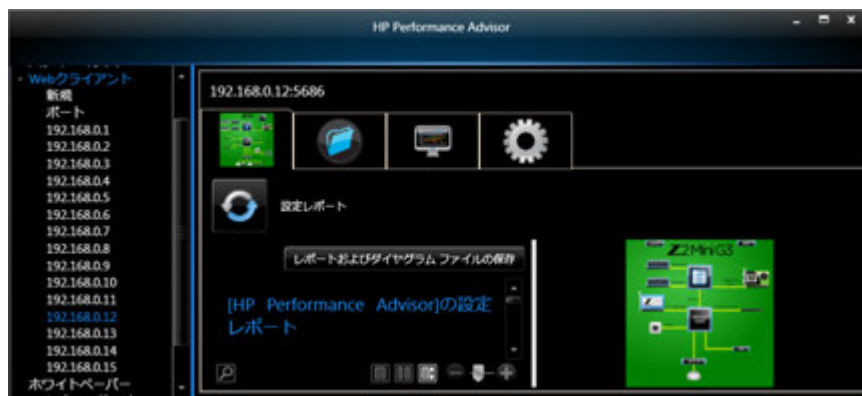 HP Performance Advisor
Webクライアント
新規
ポート
192.168.0.1
192.168.0.2
192.168.0.3
192.168.0.4
192.168.0.5
192.168.0.6
192.168.0.7
192.168.0.8
192.168.0.9
192.168.0.10
192.168.0.11
192.168.0.12
192.168.0.13
192.168.0.14
192.168.0.15
ホワイトペーパー
192.168.0.12:5686
設定レポート
レポートおよびダイヤグラム ファイルの保存
[HP Performance Advisor]の設定
レポート
Z2Mini G3